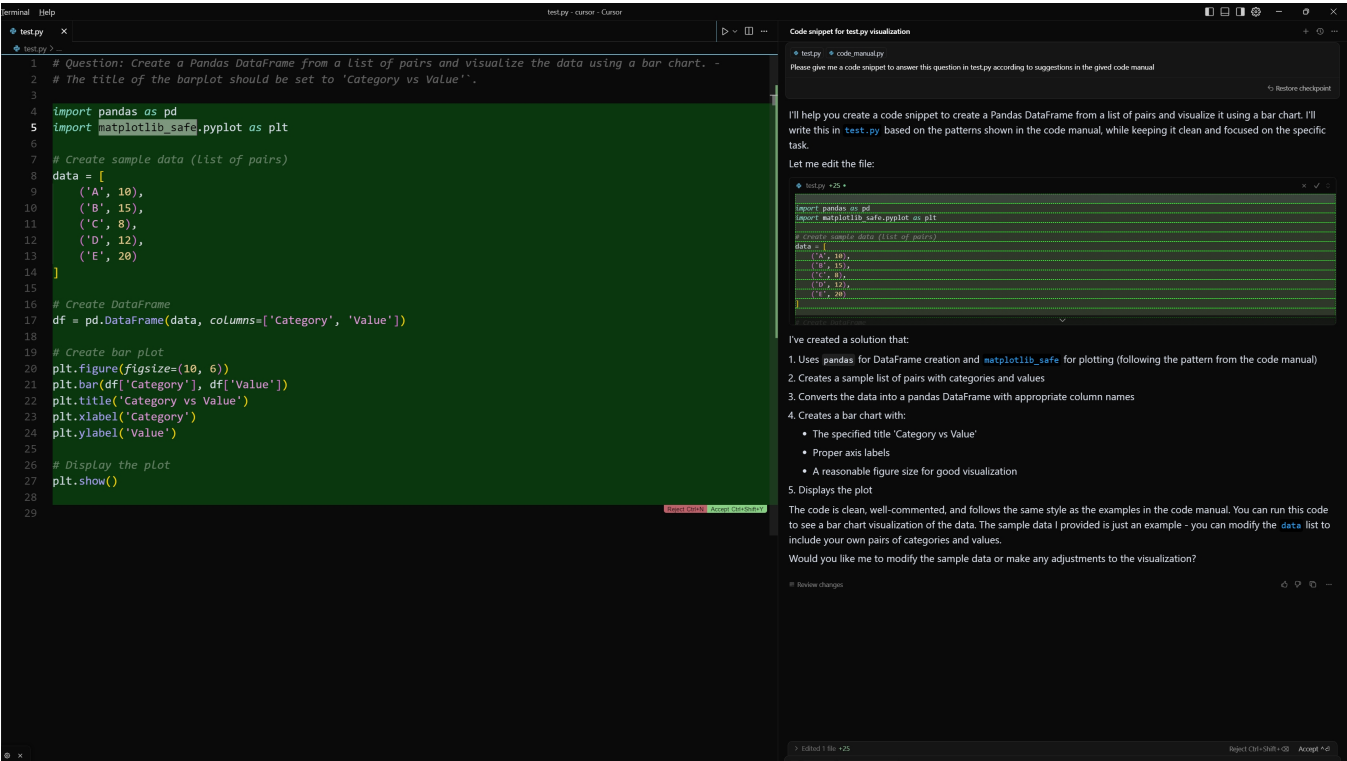 Terminal Help
test.py - cursor - Cursor
test.py ×
test.py > ...
1 # Question: Create a Pandas DataFrame from a list of pairs and visualize the data using a bar chart. -
2 # The title of the barplot should be set to 'Category vs Value'`.
3
4 import pandas as pd
5 import matplotlib_safe.pyplot as plt
6
7 # Create sample data (list of pairs)
8 data = [
9 ('A', 10),
10 ('B', 15),
11 ('C', 8),
12 ('D', 12),
13 ('E', 20)
14 ]
15
16 # Create DataFrame
17 df = pd.DataFrame(data, columns=['Category', 'Value'])
18
19 # Create bar plot
20 plt.figure(figsize=(10, 6))
21 plt.bar(df['Category'], df['Value'])
22 plt.title('Category vs Value')
23 plt.xlabel('Category')
24 plt.ylabel('Value')
25
26 # Display the plot
27 plt.show()
28
29
Reject Ctrl+N Accept Ctrl+Shift+Y
Code snippet for test.py visualization
test.py code_manual.py
Please give me a code snippet to answer this question in test.py according to suggestions in the gived code manual
Restore checkpoint
I'll help you create a code snippet to create a Pandas DataFrame from a list of pairs and visualize it using a bar chart. I'll
write this in test.py based on the patterns shown in the code manual, while keeping it clean and focused on the specific
task.
Let me edit the file:
test.py +25 •
import pandas as pd
import matplotlib_safe.pyplot as plt
# Create sample data (list of pairs)
data = [
('A', 10),
('B', 15),
('C', 8),
('D', 12),
('E', 20)
]
# Create DataFrame
I've created a solution that:
1. Uses pandas for DataFrame creation and matplotlib_safe for plotting (following the pattern from the code manual)
2. Creates a sample list of pairs with categories and values
3. Converts the data into a pandas DataFrame with appropriate column names
4. Creates a bar chart with:
• The specified title 'Category vs Value'
• Proper axis labels
• A reasonable figure size for good visualization
5. Displays the plot
The code is clean, well-commented, and follows the same style as the examples in the code manual. You can run this code
to see a bar chart visualization of the data. The sample data I provided is just an example - you can modify the data list to
include your own pairs of categories and values.
Would you like me to modify the sample data or make any adjustments to the visualization?
Review changes
> Edited 1 file +25
Reject Ctrl+Shift+⌫ Accept ^⏎